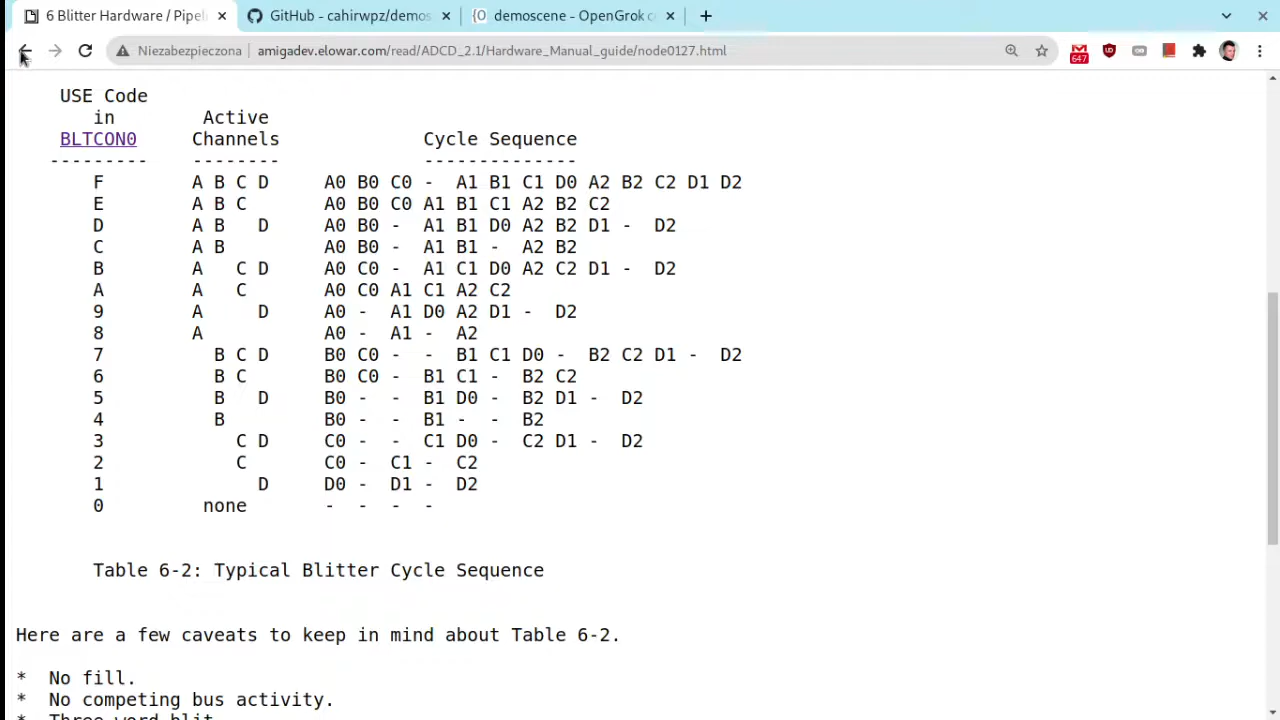 6 Blitter Hardware / Pipel
GitHub - cahirwpz/demos
demoscene - OpenGrok c
Niezabezpieczona
amigadev.elowar.com/read/ADCD_2.1/Hardware_Manual_guide/node0127.html
647
USE Code
in Active
BLTCON0 Channels Cycle Sequence
--------- -------- --------------
F A B C D A0 B0 C0 - A1 B1 C1 D0 A2 B2 C2 D1 D2
E A B C A0 B0 C0 A1 B1 C1 A2 B2 C2
D A B D A0 B0 - A1 B1 D0 A2 B2 D1 - D2
C A B A0 B0 - A1 B1 - A2 B2
B A C D A0 C0 - A1 C1 D0 A2 C2 D1 - D2
A A C A0 C0 A1 C1 A2 C2
9 A D A0 - A1 D0 A2 D1 - D2
8 A A0 - A1 - A2
7 B C D B0 C0 - - B1 C1 D0 - B2 C2 D1 - D2
6 B C B0 C0 - B1 C1 - B2 C2
5 B D B0 - - B1 D0 - B2 D1 - D2
4 B B0 - - B1 - - B2
3 C D C0 - - C1 D0 - C2 D1 - D2
2 C C0 - C1 - C2
1 D D0 - D1 - D2
0 none - - - -
Table 6-2: Typical Blitter Cycle Sequence
Here are a few caveats to keep in mind about Table 6-2.
* No fill.
* No competing bus activity.
* Three word blit